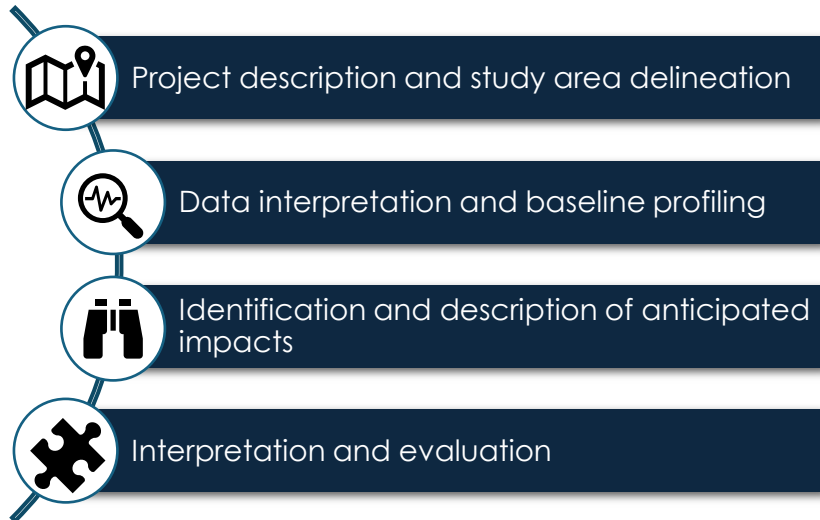 Project description and study area delineation
Data interpretation and baseline profiling
Identification and description of anticipated
impacts
Interpretation and evaluation